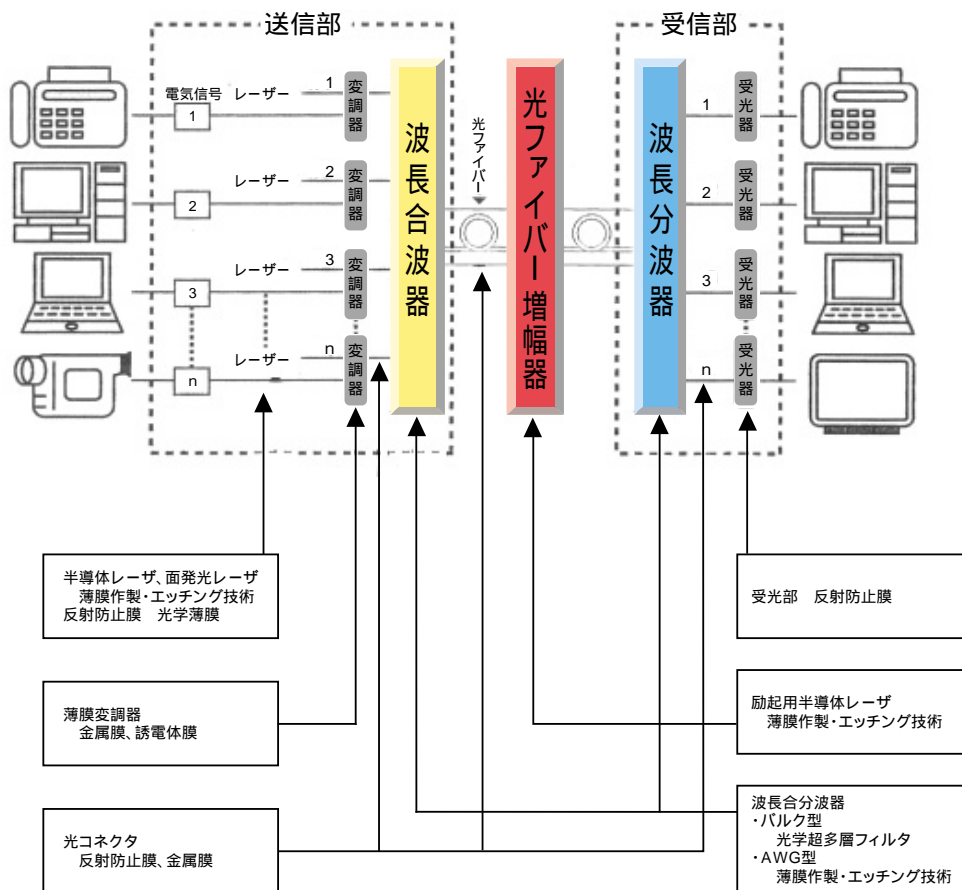 送信部
受信部
電気信号
レーザー
1
変調器
1
レーザー
2
変調器
2
レーザー
3
変調器
3
レーザー
n
変調器
n
波長合波器
光ファイバー
光ファイバー増幅器
波長分波器
1
受光器
2
受光器
3
受光器
n
受光器
半導体レーザ、面発光レーザ
薄膜作製・エッチング技術
反射防止膜　光学薄膜
薄膜変調器
金属膜、誘電体膜
光コネクタ
反射防止膜、金属膜
受光部　反射防止膜
励起用半導体レーザ
薄膜作製・エッチング技術
波長合分波器
・バルク型
光学超多層フィルタ
・AWG型
薄膜作製・エッチング技術